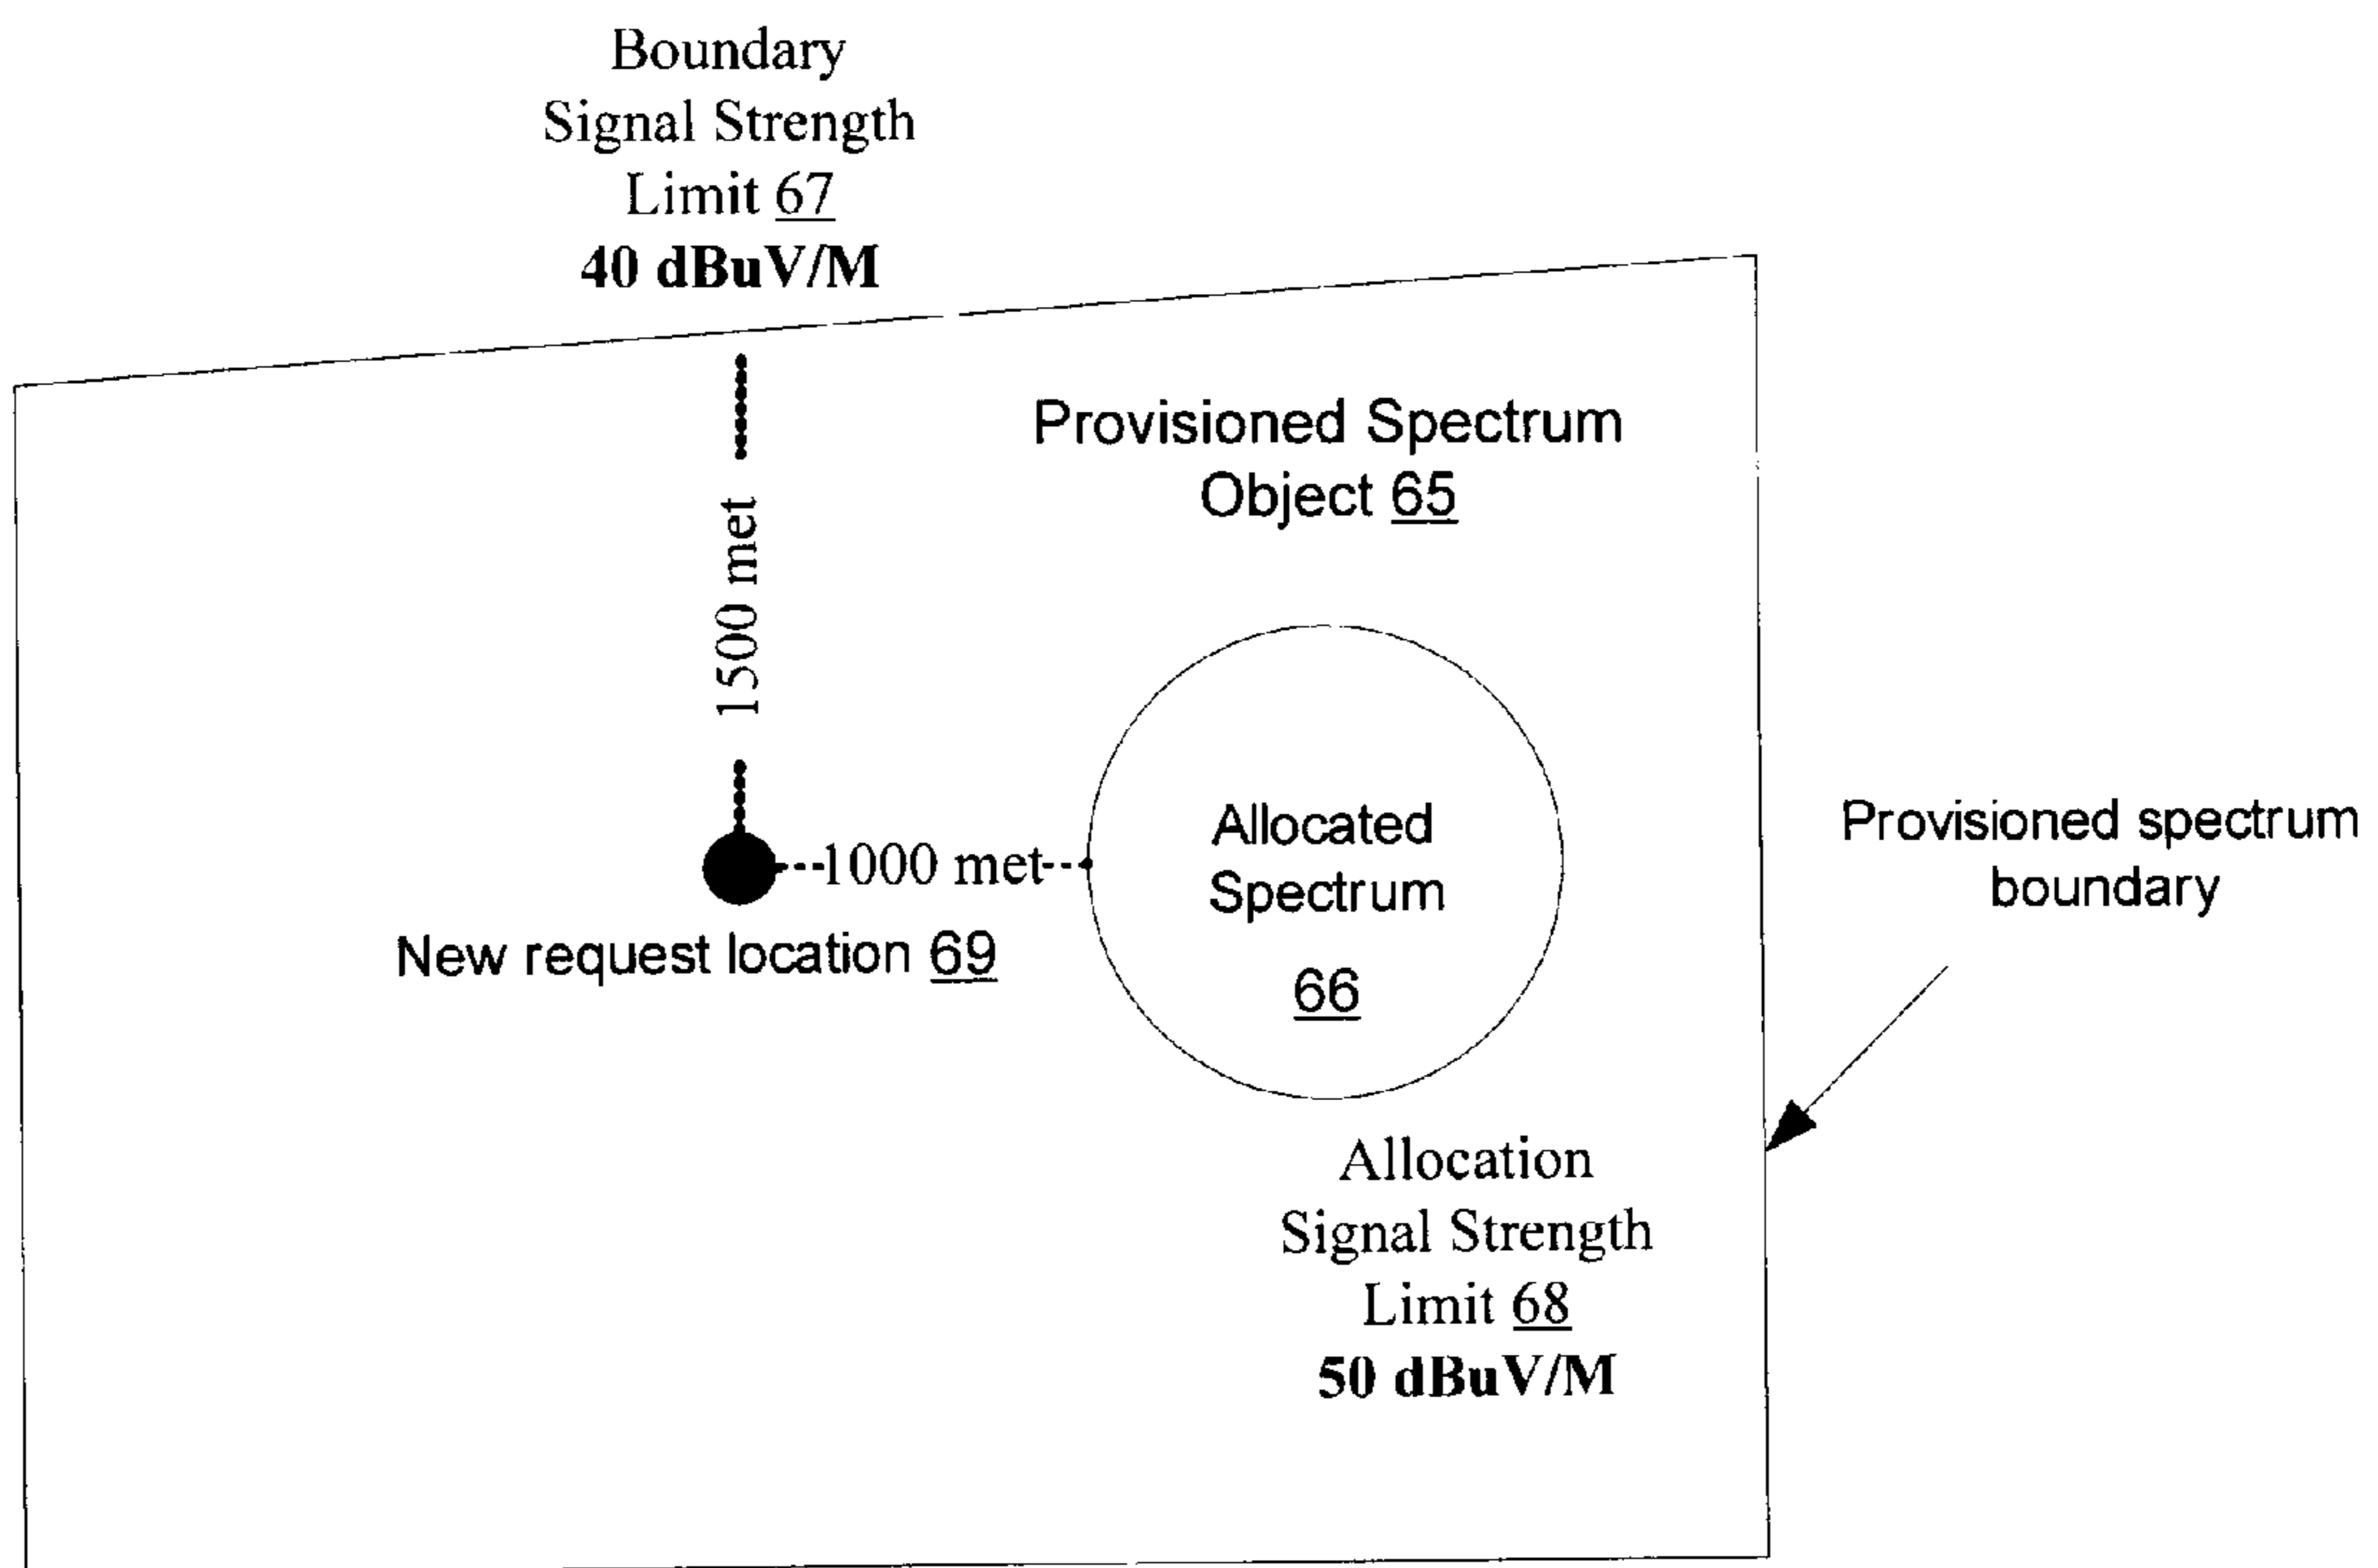 Boundary
Signal Strength
Limit 67
40 dBuV/M
Provisioned Spectrum
Object 65
1500 met
1000 met
New request location 69
Allocated
Spectrum
66
Provisioned spectrum
boundary
Allocation
Signal Strength
Limit 68
50 dBuV/M